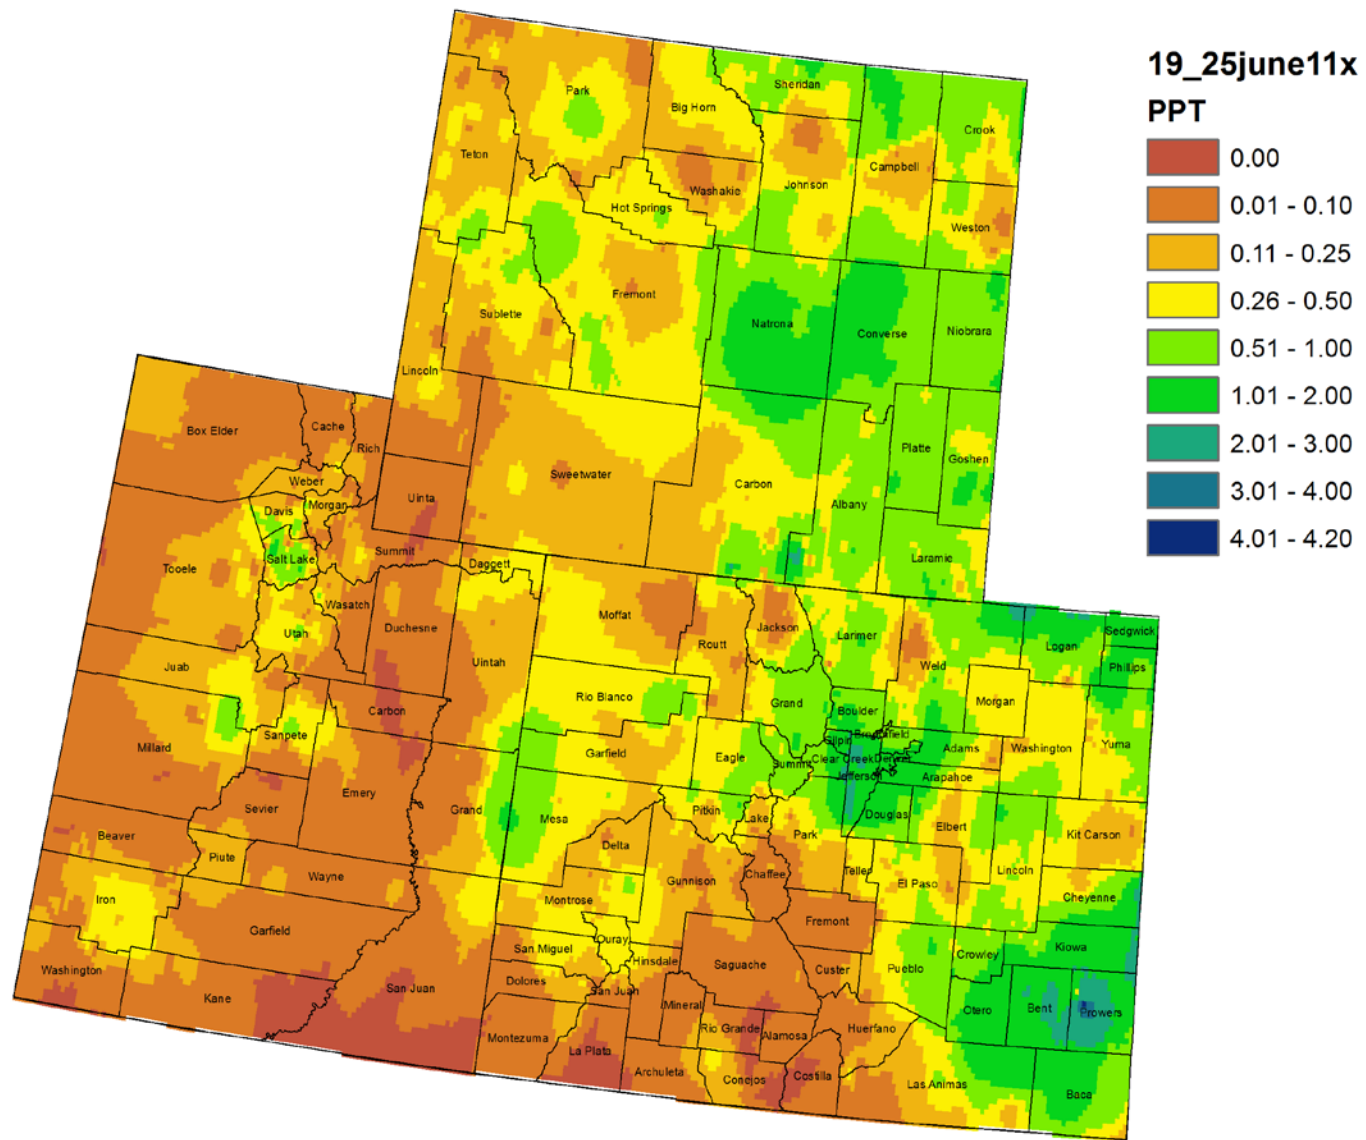 19_25june11x
PPT
0.00
0.01 - 0.10
0.11 - 0.25
0.26 - 0.50
0.51 - 1.00
1.01 - 2.00
2.01 - 3.00
3.01 - 4.00
4.01 - 4.20
Sheridan
Park
Big Horn
Crook
Teton
Campbell
Johnson
Washakie
Hot Springs
Weston
Fremont
Sublette
Natrona
Converse
Niobrara
Lincoln
Box Elder
Cache
Rich
Platte
Goshen
Sweetwater
Weber
Carbon
Uinta
Morgan
Davis
Albany
Summit
Salt Lake
Laramie
Daggett
Tooele
Wasatch
Moffat
Duchesne
Jackson
Utah
Larimer
Sedgwick
Routt
Logan
Uintah
Weld
Juab
Phillips
Rio Blanco
Morgan
Grand
Carbon
Boulder
Sanpete
Broomfield
Gilpin
Yuma
Millard
Garfield
Adams
Washington
Eagle
Clear Creek
Denver
Summit
Jefferson
Arapahoe
Emery
Sevier
Grand
Mesa
Pitkin
Lake
Douglas
Elbert
Park
Kit Carson
Beaver
Delta
Piute
Wayne
Gunnison
Chaffee
Teller
Lincoln
El Paso
Cheyenne
Iron
Montrose
Fremont
Garfield
Ouray
San Miguel
Kiowa
Crowley
Hinsdale
Saguache
Custer
Pueblo
Washington
Dolores
San Juan
San Juan
Kane
Mineral
Otero
Bent
Prowers
Rio Grande
Huerfano
Montezuma
Alamosa
La Plata
Archuleta
Conejos
Costilla
Las Animas
Baca